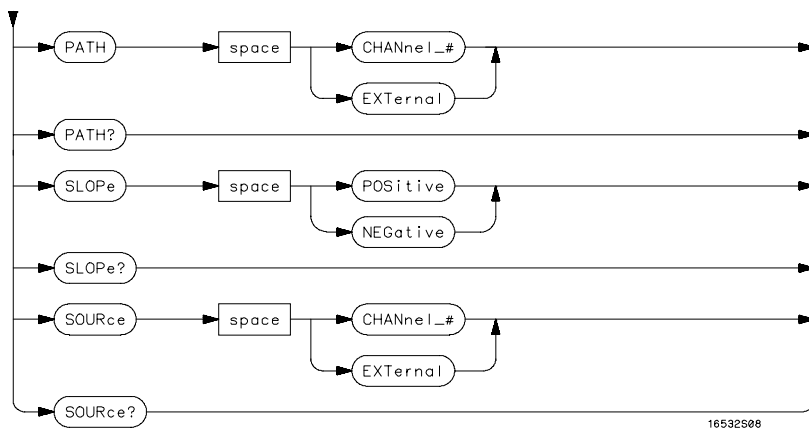 PATH space CHANnel_#
EXTernal
PATH?
SLOPe space POSitive
NEGative
SLOPe?
SOURce space CHANnel_#
EXTernal
SOURce?
16532S08